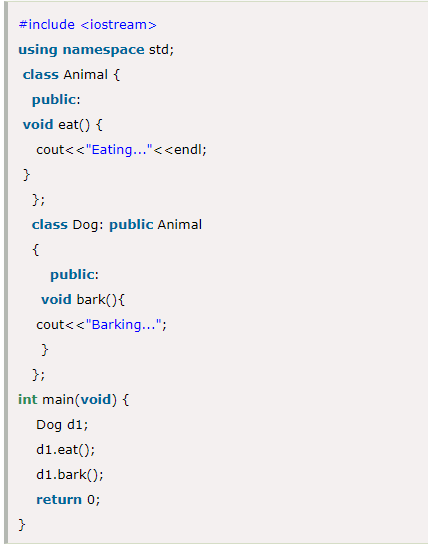 #include <iostream>
using namespace std;
class Animal {
public:
void eat() {
cout<<"Eating..."<<endl;
}
};
class Dog: public Animal
{
public:
void bark(){
cout<<"Barking...";
}
};
int main(void) {
Dog d1;
d1.eat();
d1.bark();
return 0;
}